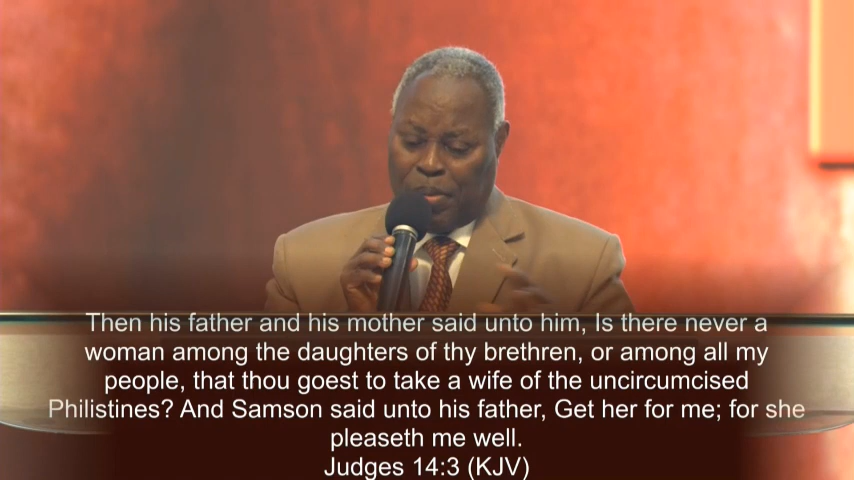 Then his father and his mother said unto him, Is there never a
woman among the daughters of thy brethren, or among all my
people, that thou goest to take a wife of the uncircumcised
Philistines? And Samson said unto his father, Get her for me; for she
pleaseth me well.
Judges 14:3 (KJV)